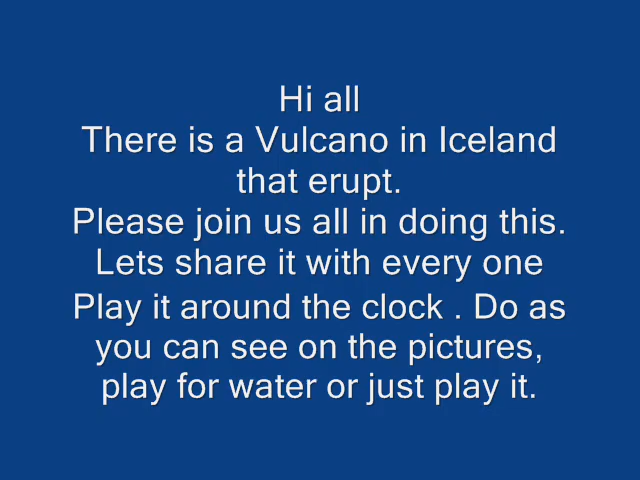 Hi all
There is a Vulcano in Iceland
that erupt.
Please join us all in doing this.
Lets share it with every one
Play it around the clock . Do as
you can see on the pictures,
play for water or just play it.